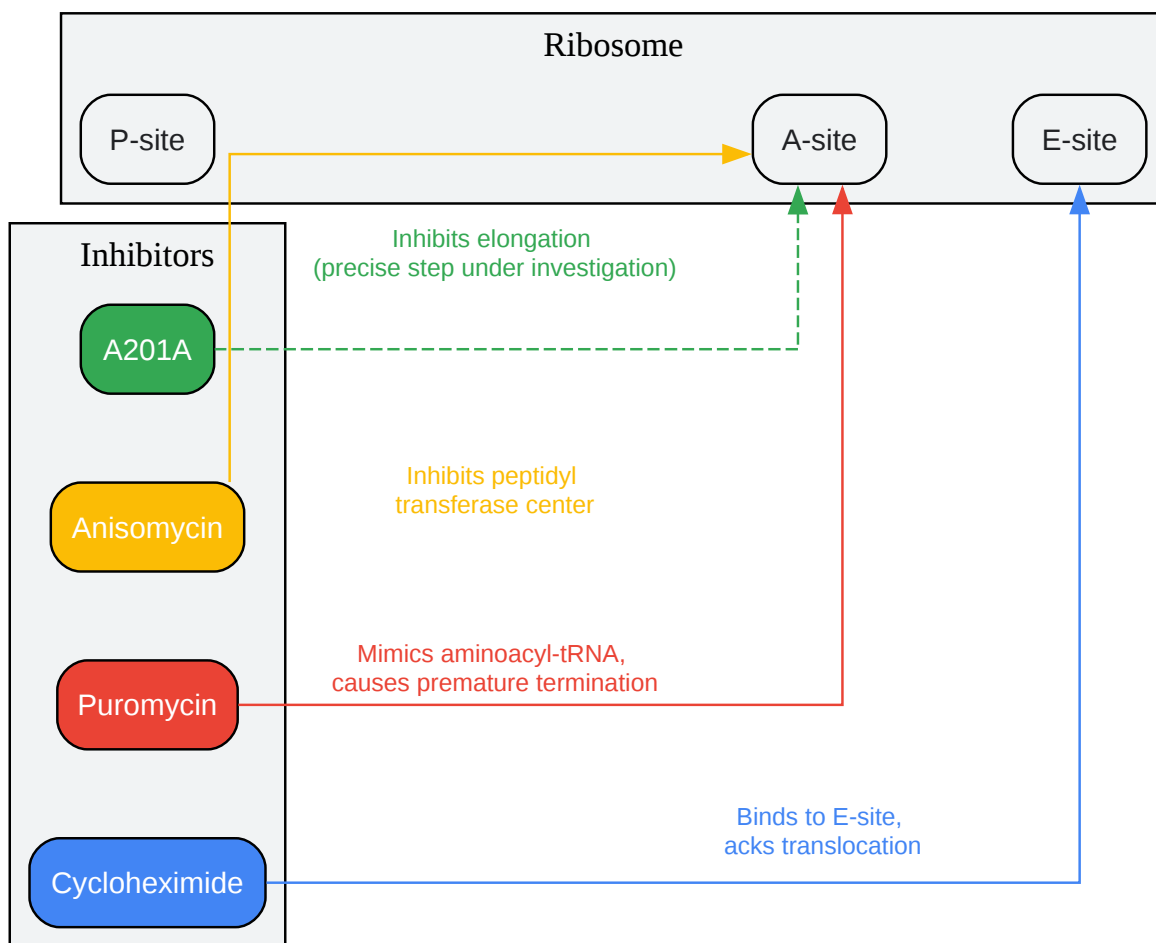 Ribosome
P-site
A-site
E-site
Inhibitors
Inhibits elongation
(precise step under investigation)
A201A
Inhibits peptidyl
transferase center
Anisomycin
Mimics aminoacyl-tRNA,
causes premature termination
Puromycin
Binds to E-site,
acks translocation
Cycloheximide